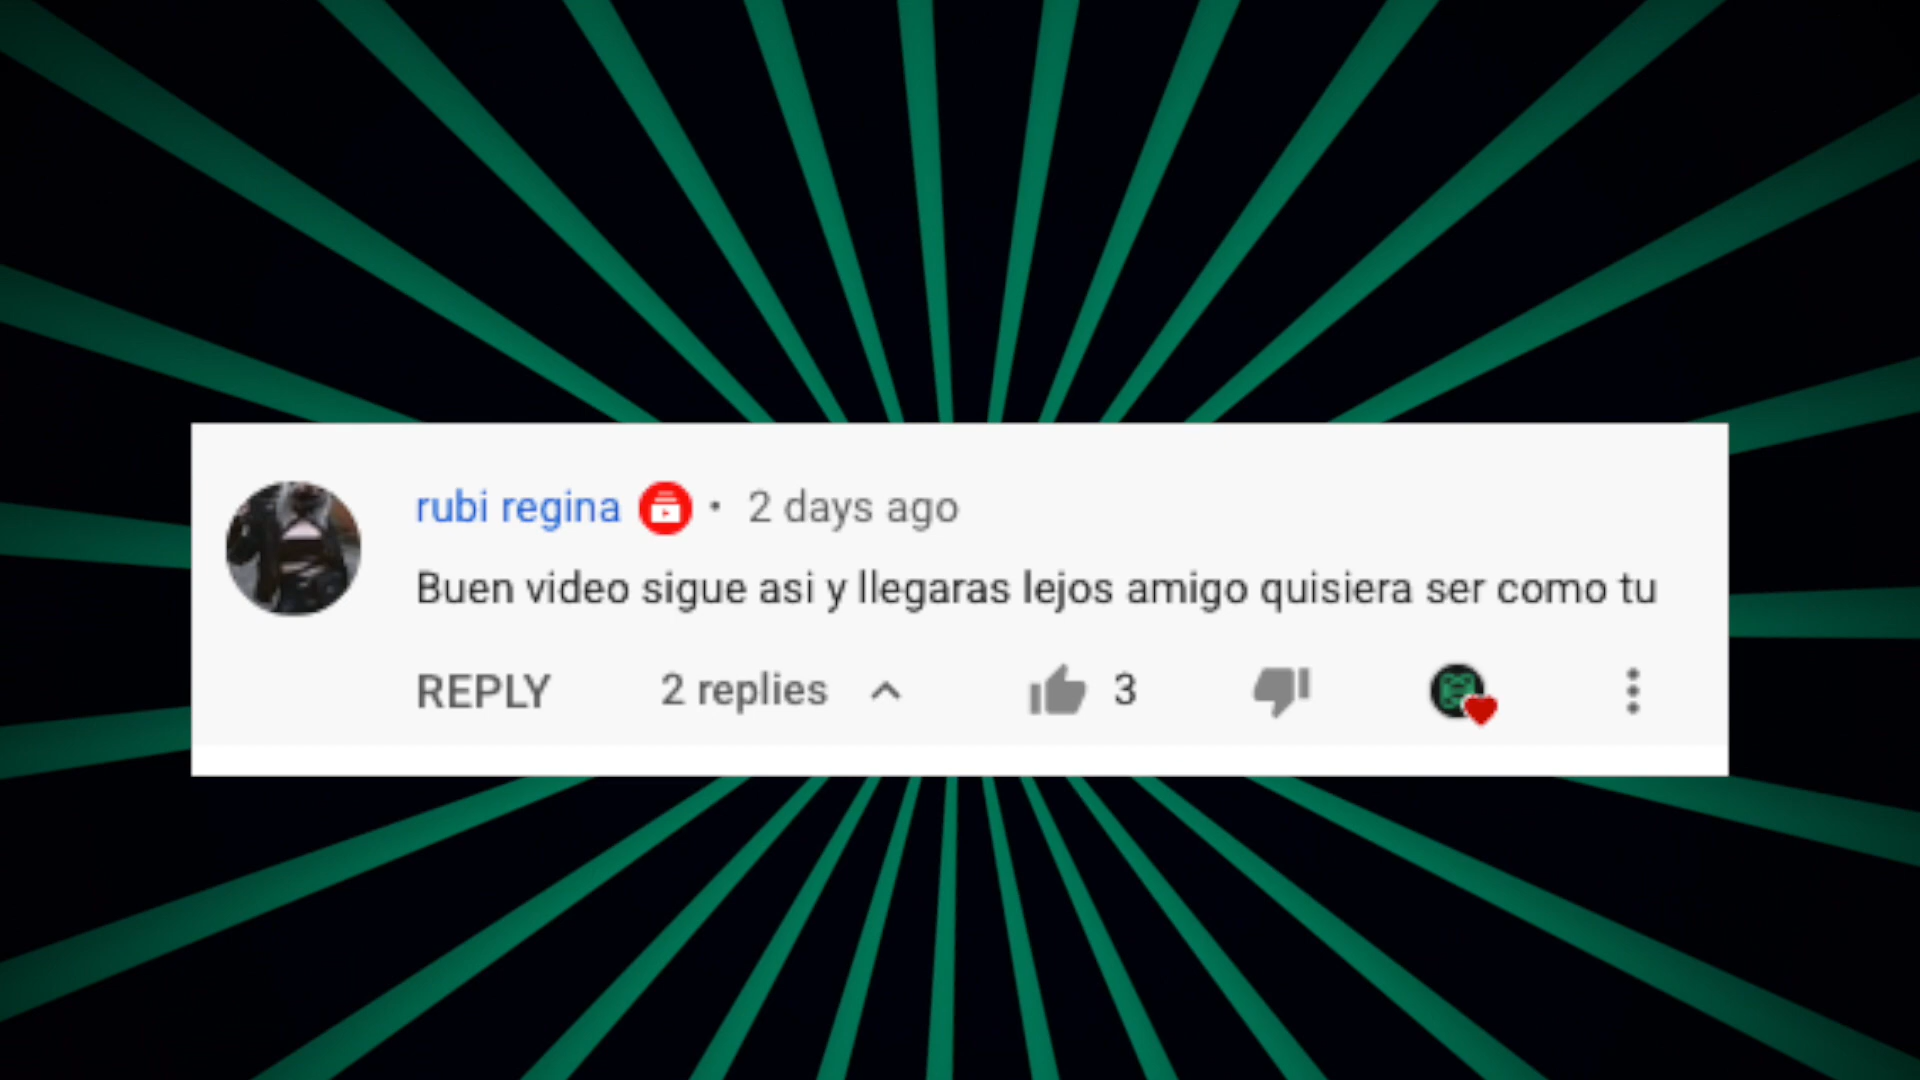 rubi regina • 2 days ago
Buen video sigue asi y llegaras lejos amigo quisiera ser como tu
REPLY 2 replies 3